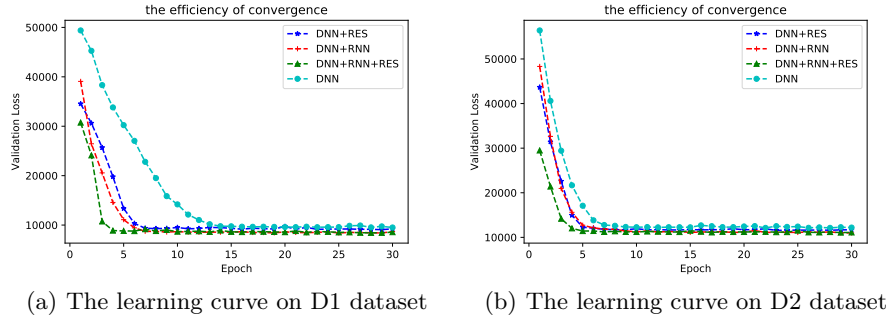 the efficiency of convergence
50000
40000
30000
20000
10000
Validation Loss
0
5
10
15
20
25
30
Epoch
DNN+RES
DNN+RNN
DNN+RNN+RES
DNN
(a) The learning curve on D1 dataset
the efficiency of convergence
50000
40000
30000
20000
10000
Validation Loss
0
5
10
15
20
25
30
Epoch
DNN+RES
DNN+RNN
DNN+RNN+RES
DNN
(b) The learning curve on D2 dataset